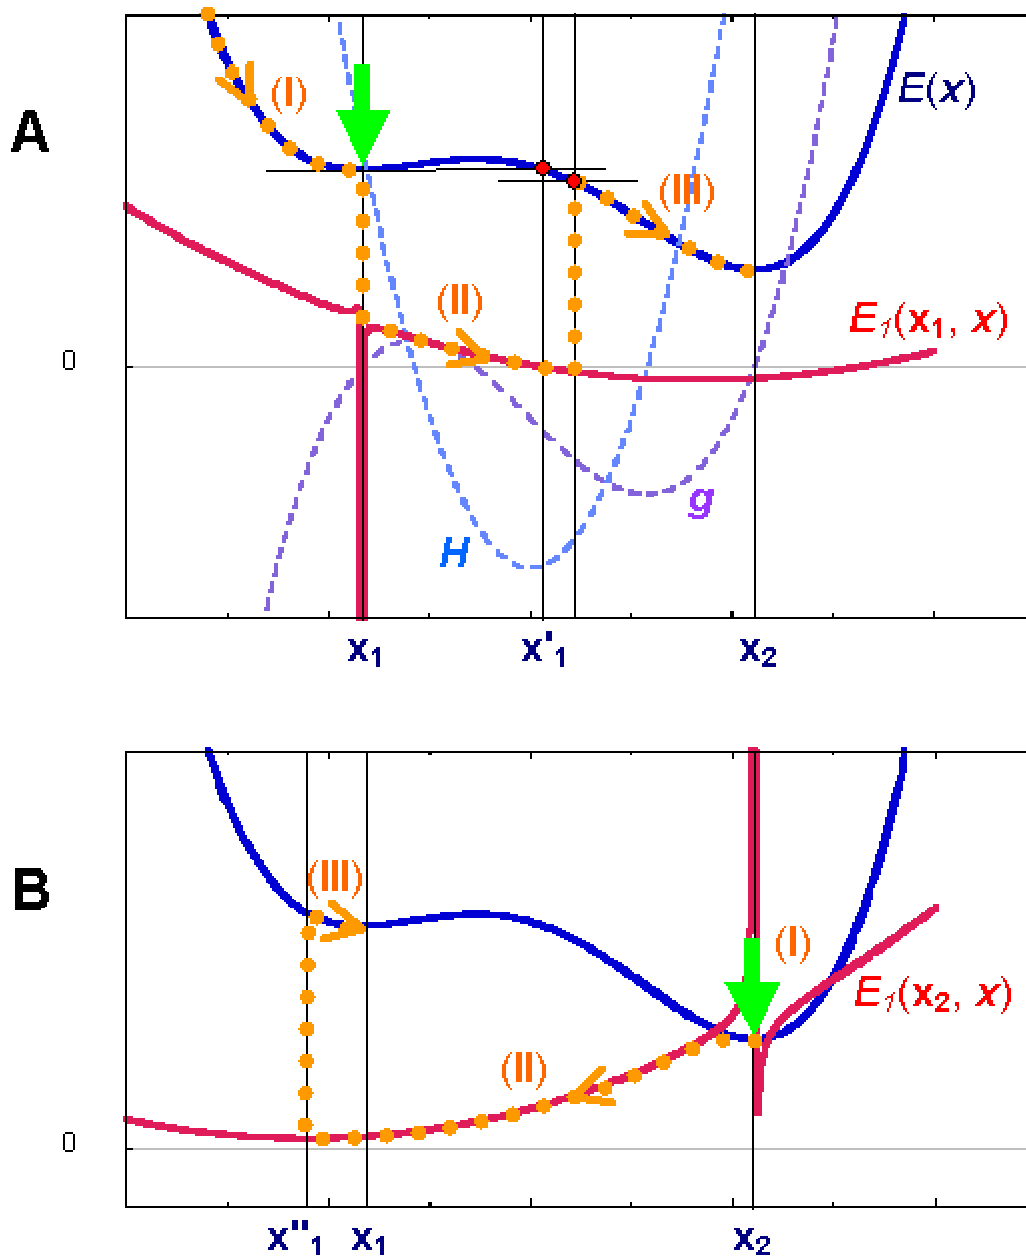 A
(I)
E(x)
(III)
(II)
E₁(x₁, x)
0
g
H
x₁ x'₁ x₂
B
(III)
(I)
E₁(x₂, x)
(II)
0
x''₁ x₁ x₂